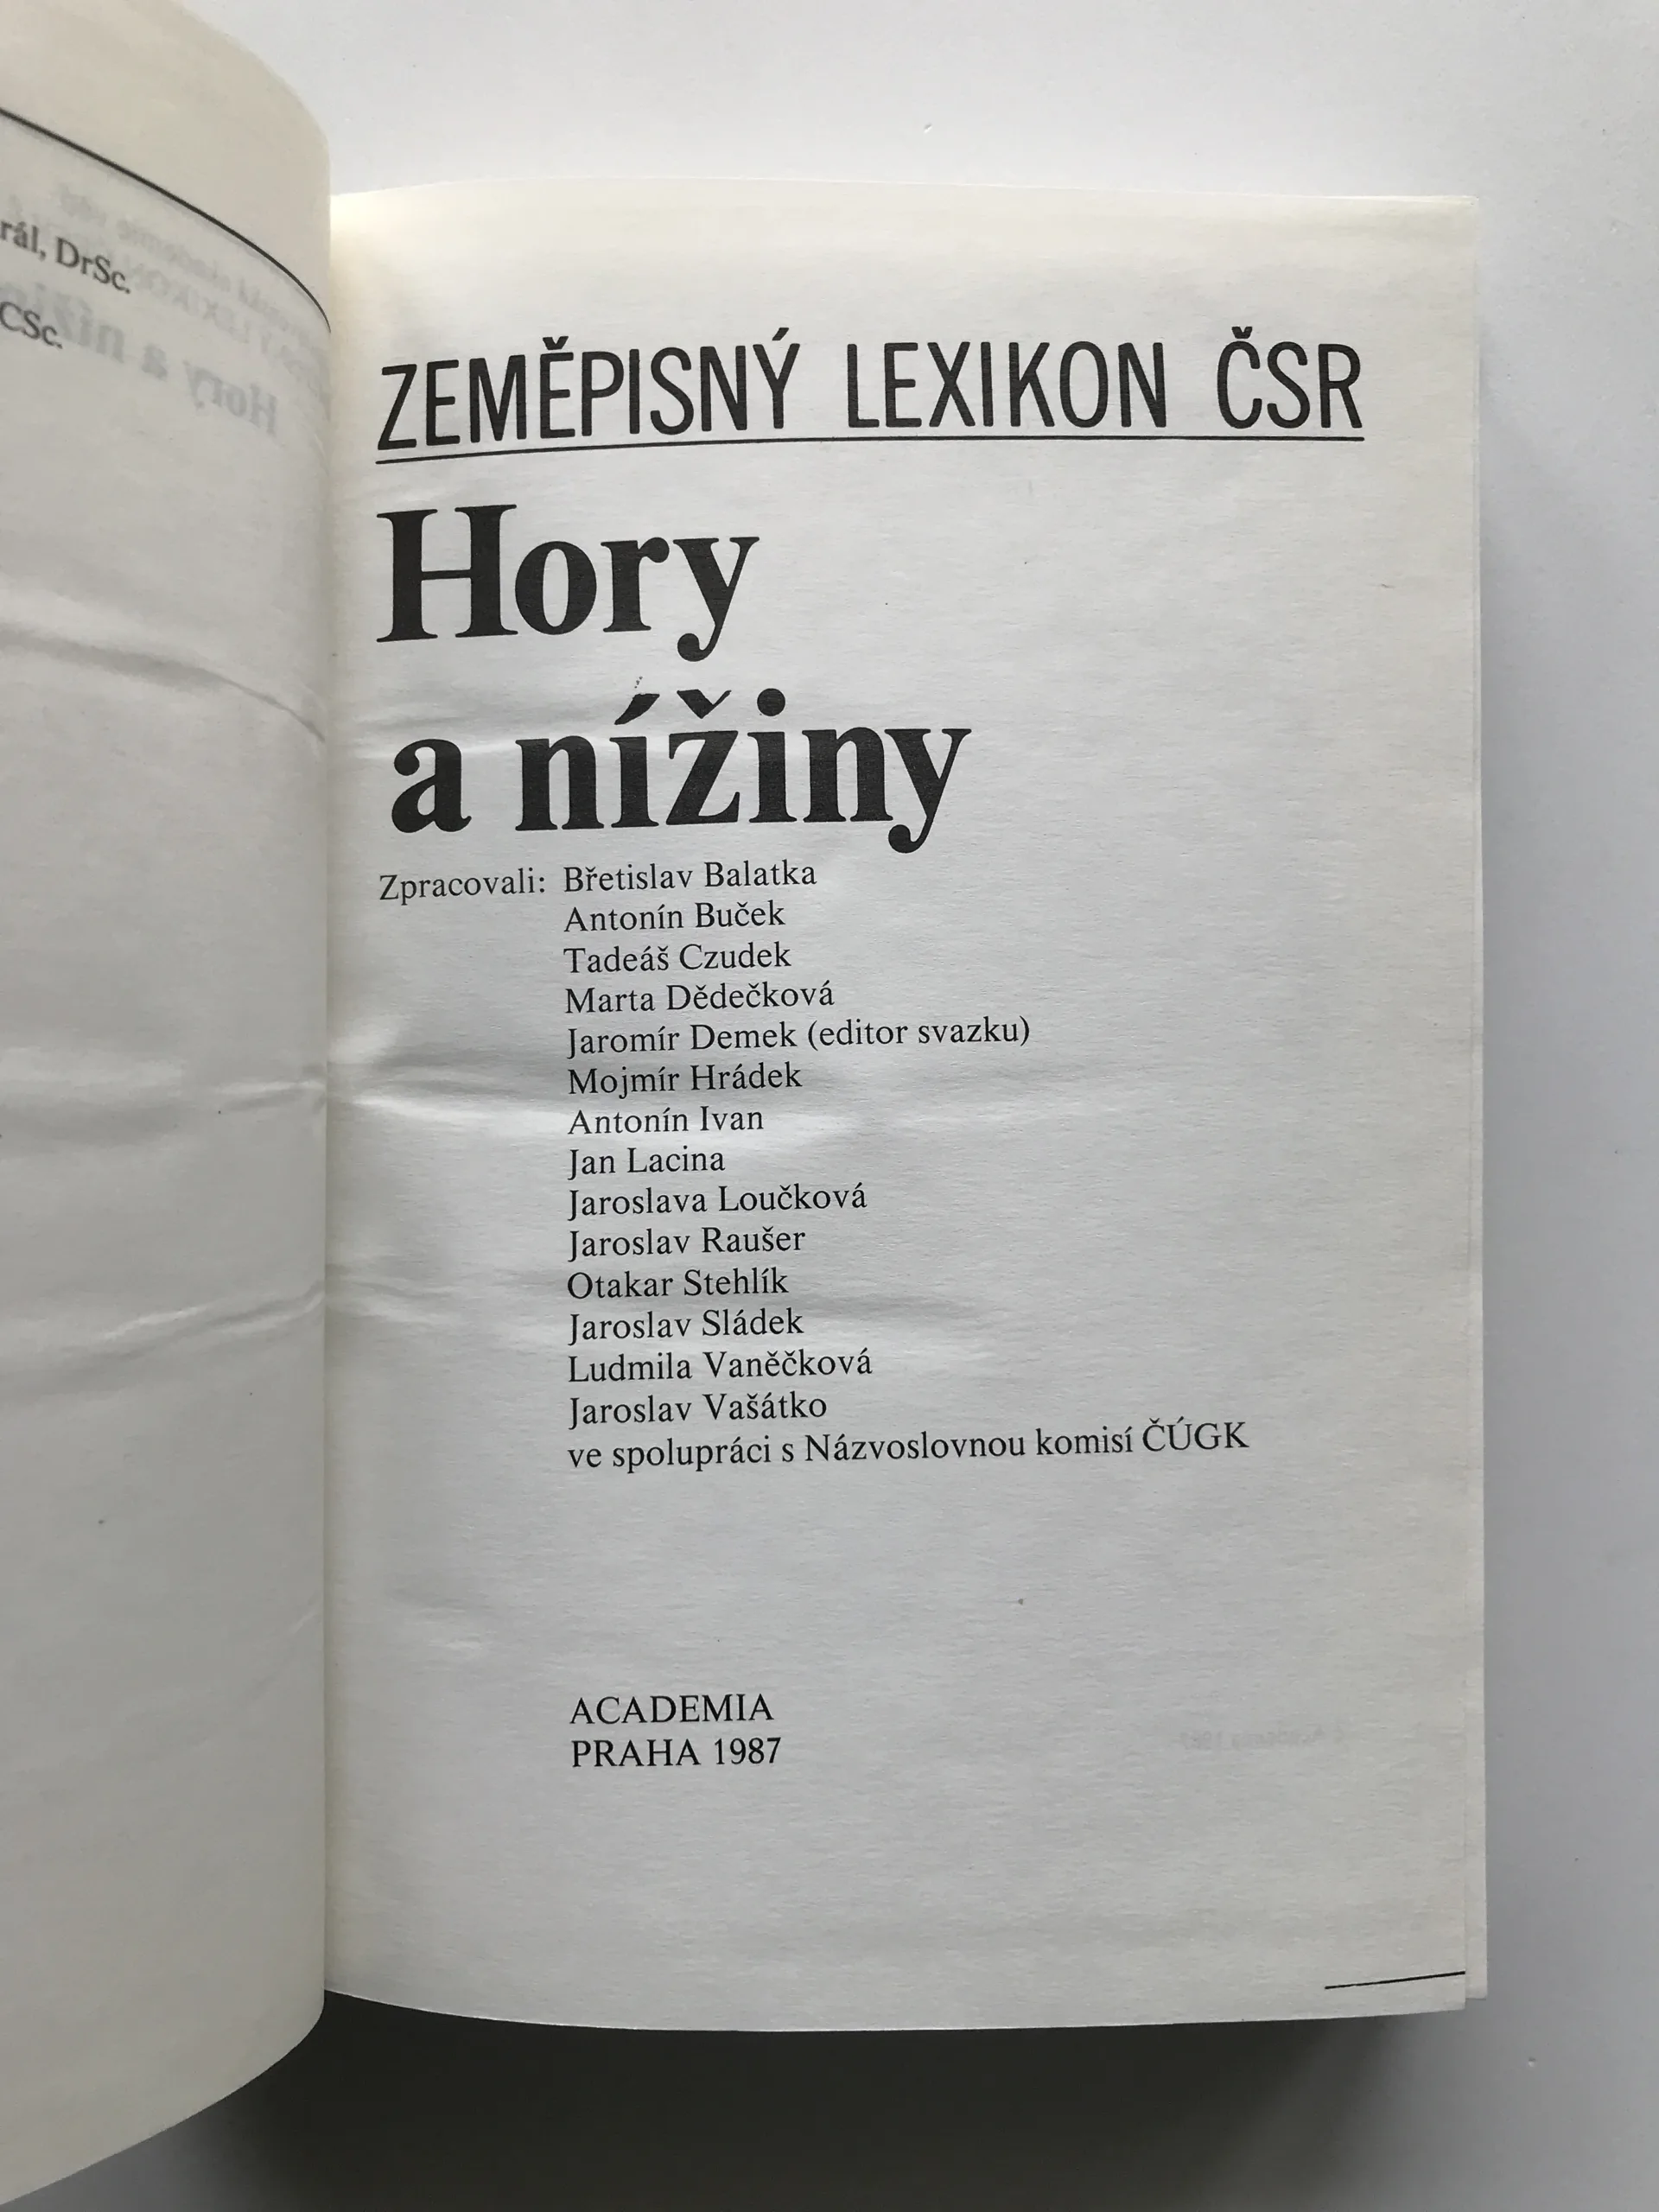 DrSc.
CSc.
ZEMĚPISNÝ LEXIKON ČSR
Hory
a nížiny
Zpracovali: Břetislav Balatka
Antonín Buček
Tadeáš Czudek
Marta Dědečková
Jaromír Demek (editor svazku)
Mojmír Hrádek
Antonín Ivan
Jan Lacina
Jaroslava Loučková
Jaroslav Raušer
Otakar Stehlík
Jaroslav Sládek
Ludmila Vaněčková
Jaroslav Vašátko
ve spolupráci s Názvoslovnou komisí ČÚGK
ACADEMIA
PRAHA 1987